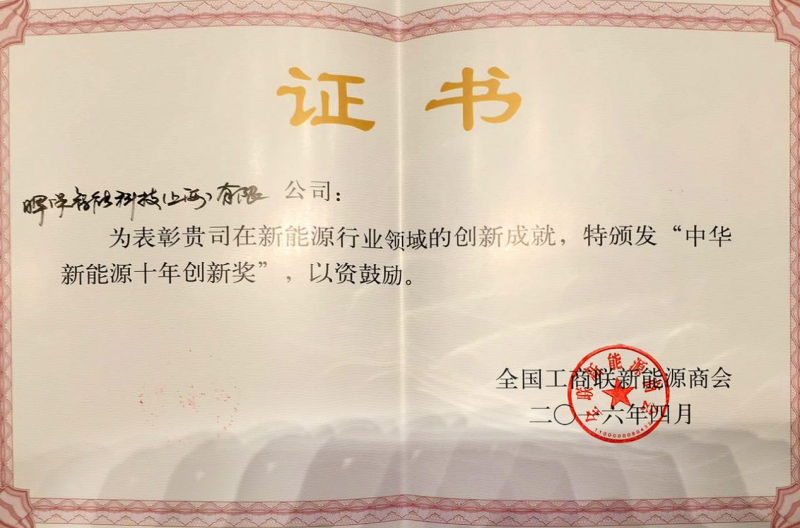 证书
智能科技(上海)有限 公司：
为表彰贵司在新能源行业领域的创新成就，特颁发“中华
新能源十年创新奖”，以资鼓励。
全国工商联新能源商会
二〇一六年四月